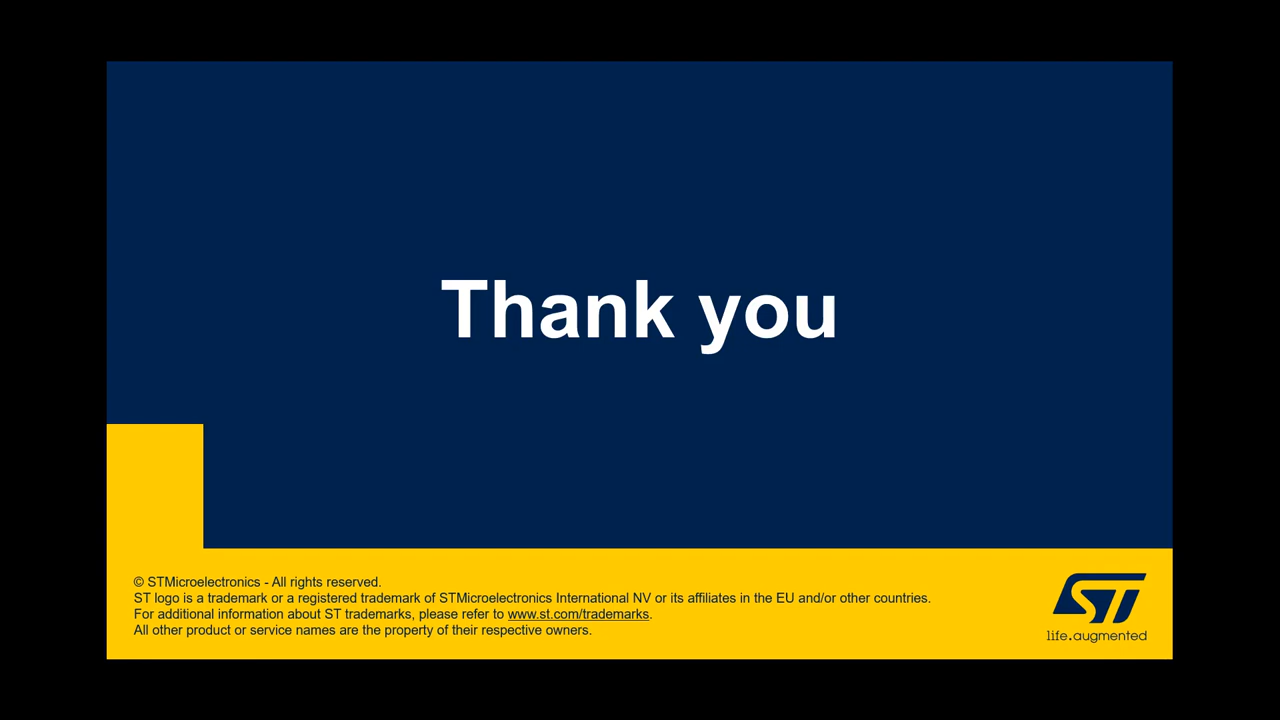 Thank you
© STMicroelectronics - All rights reserved.
ST logo is a trademark or a registered trademark of STMicroelectronics International NV or its affiliates in the EU and/or other countries.
For additional information about ST trademarks, please refer to www.st.com/trademarks.
All other product or service names are the property of their respective owners.
ST
life.augmented